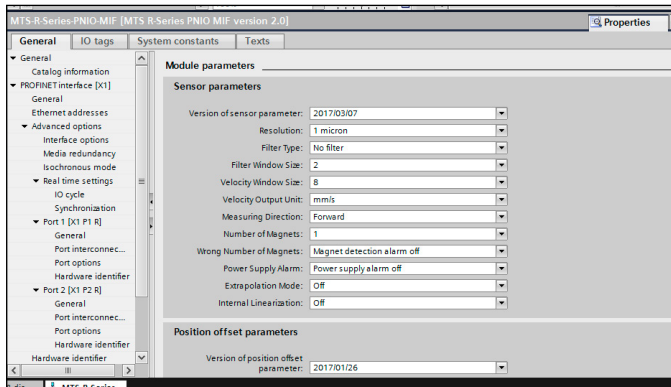 MTS-R-Series-PNIO-MIF [MTS R-Series PNIO MIF version 2.0]
Properties
General
IO tags
System constants
Texts
General
Catalog information
PROFINET interface [X1]
General
Ethernet addresses
Advanced options
Interface options
Media redundancy
Isochronous mode
Real time settings
IO cycle
Synchronization
Port 1 [X1 P1 R]
General
Port interconnec...
Port options
Hardware identifier
Port 2 [X1 P2 R]
General
Port interconnec...
Port options
Hardware identifier
Hardware identifier
Module parameters
Sensor parameters
Version of sensor parameter: 2017/03/07
Resolution: 1 micron
Filter Type: No filter
Filter Window Size: 2
Velocity Window Size: 8
Velocity Output Unit: mm/s
Measuring Direction: Forward
Number of Magnets: 1
Wrong Number of Magnets: Magnet detection alarm off
Power Supply Alarm: Power supply alarm off
Extrapolation Mode: Off
Internal Linearization: Off
Position offset parameters
Version of position offset
parameter: 2017/01/26
MTS-R-Series